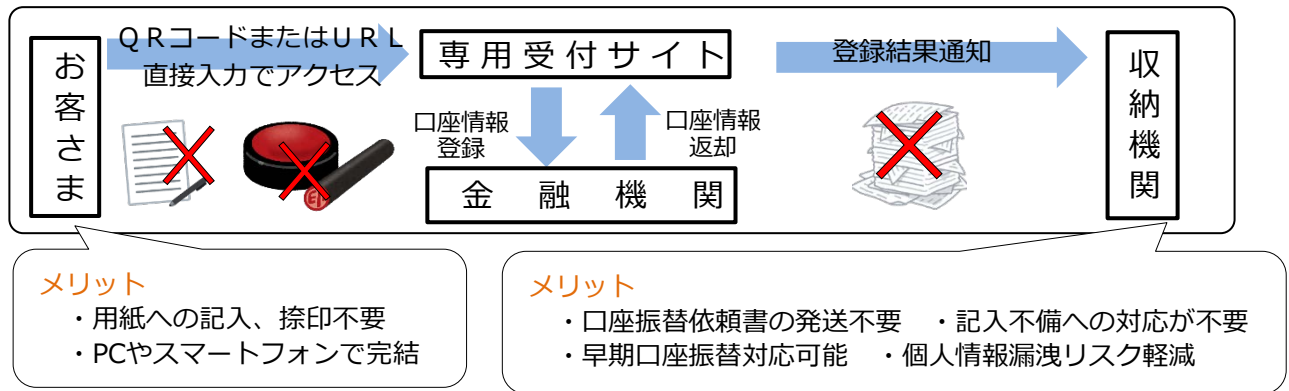 お客さま
ＱＲコードまたはＵＲＬ
直接入力でアクセス
専用受付サイト
登録結果通知
収納機関
口座情報
登録
口座情報
返却
金融機関
メリット
・用紙への記入、捺印不要
・PCやスマートフォンで完結
メリット
・口座振替依頼書の発送不要　・記入不備への対応が不要
・早期口座振替対応可能　・個人情報漏洩リスク軽減